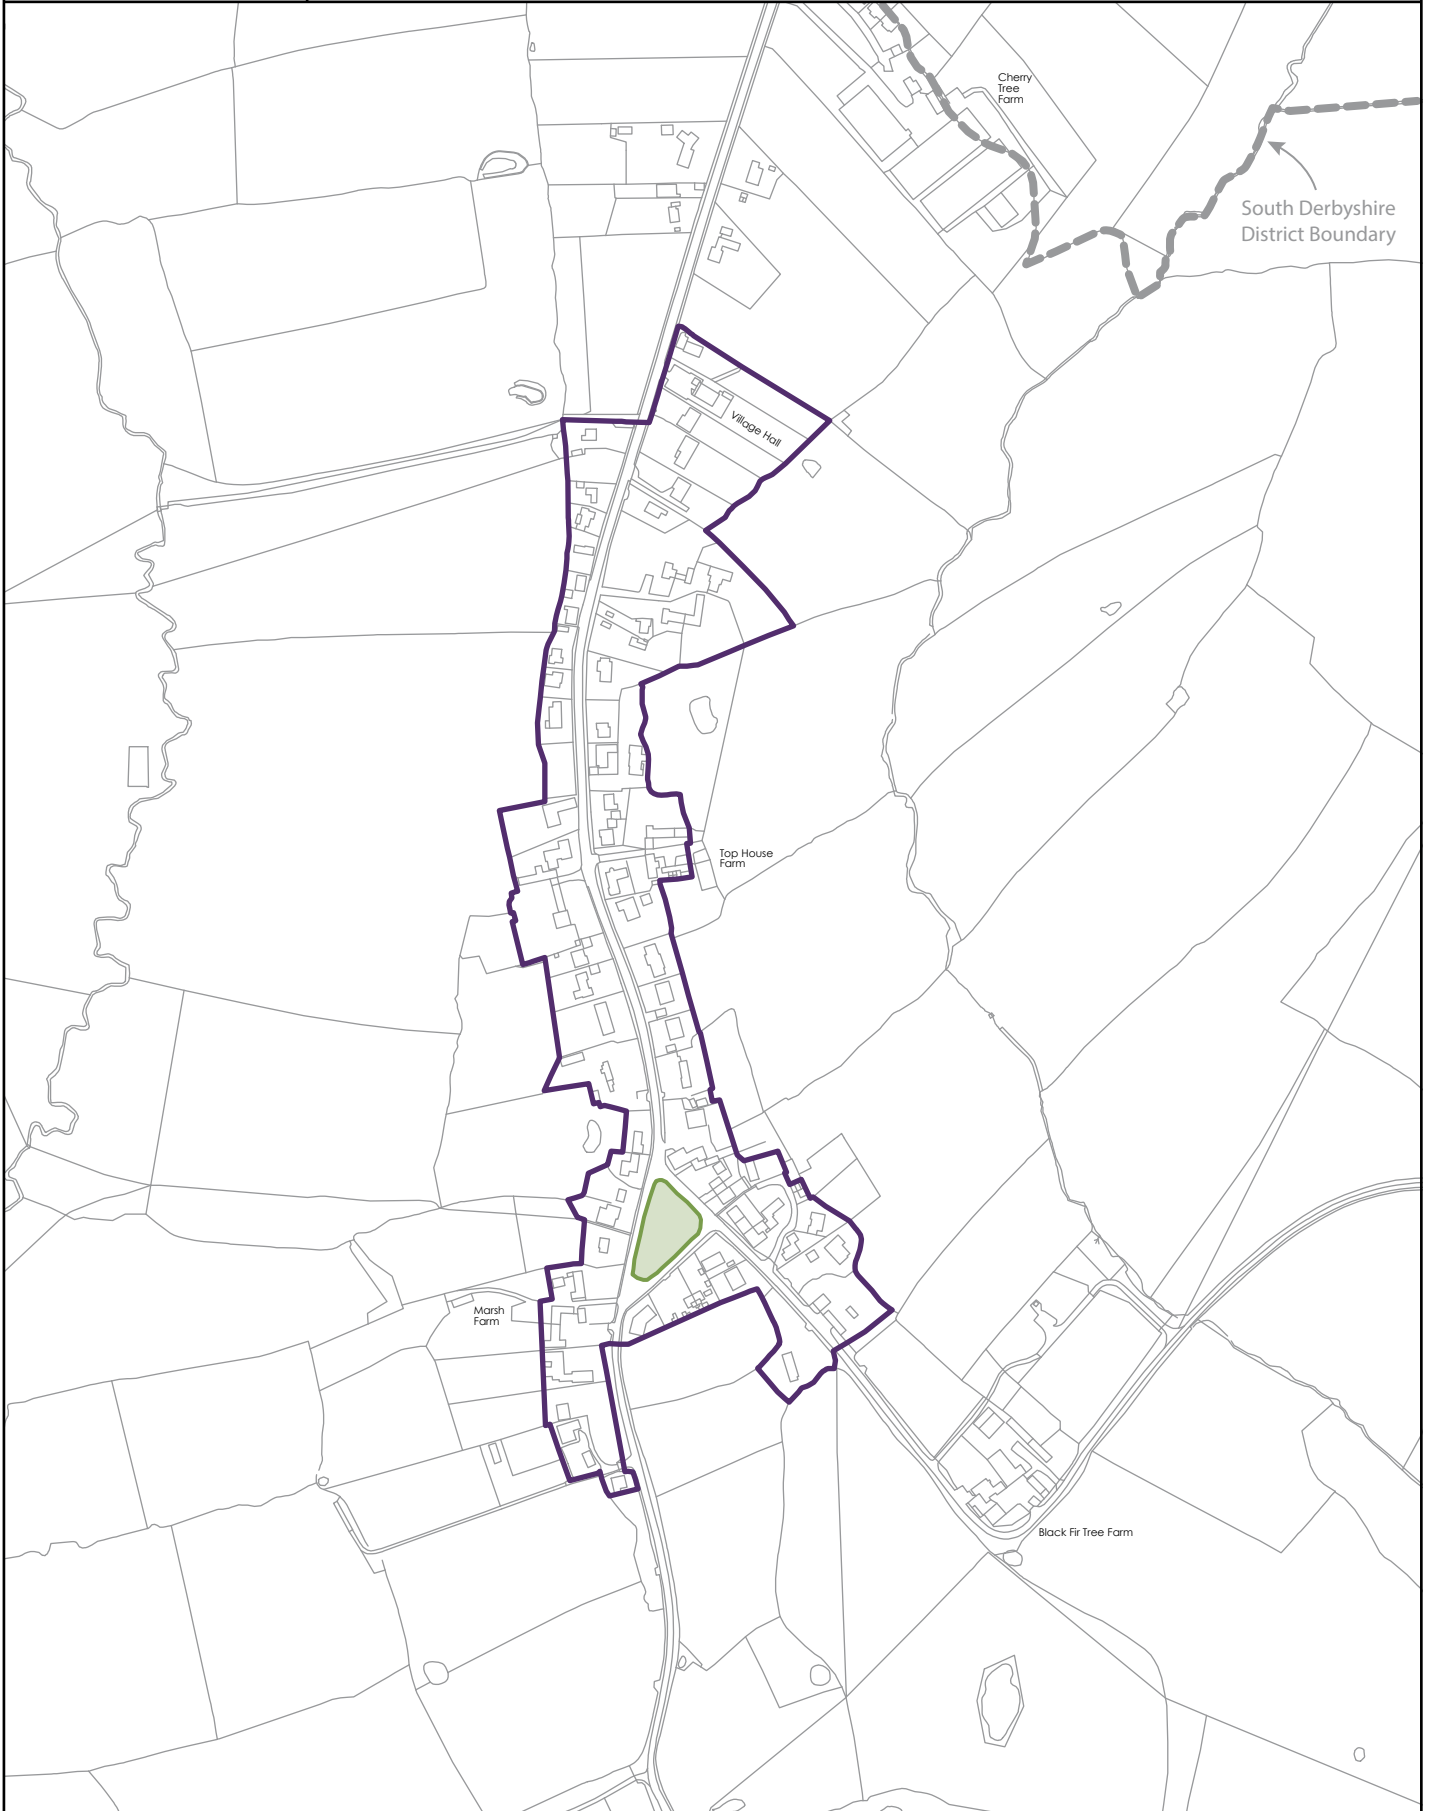 Cherry
Tree
Farm
South Derbyshire
District Boundary
Village Hall
Top House
Farm
Marsh
Farm
Black Fir Tree Farm